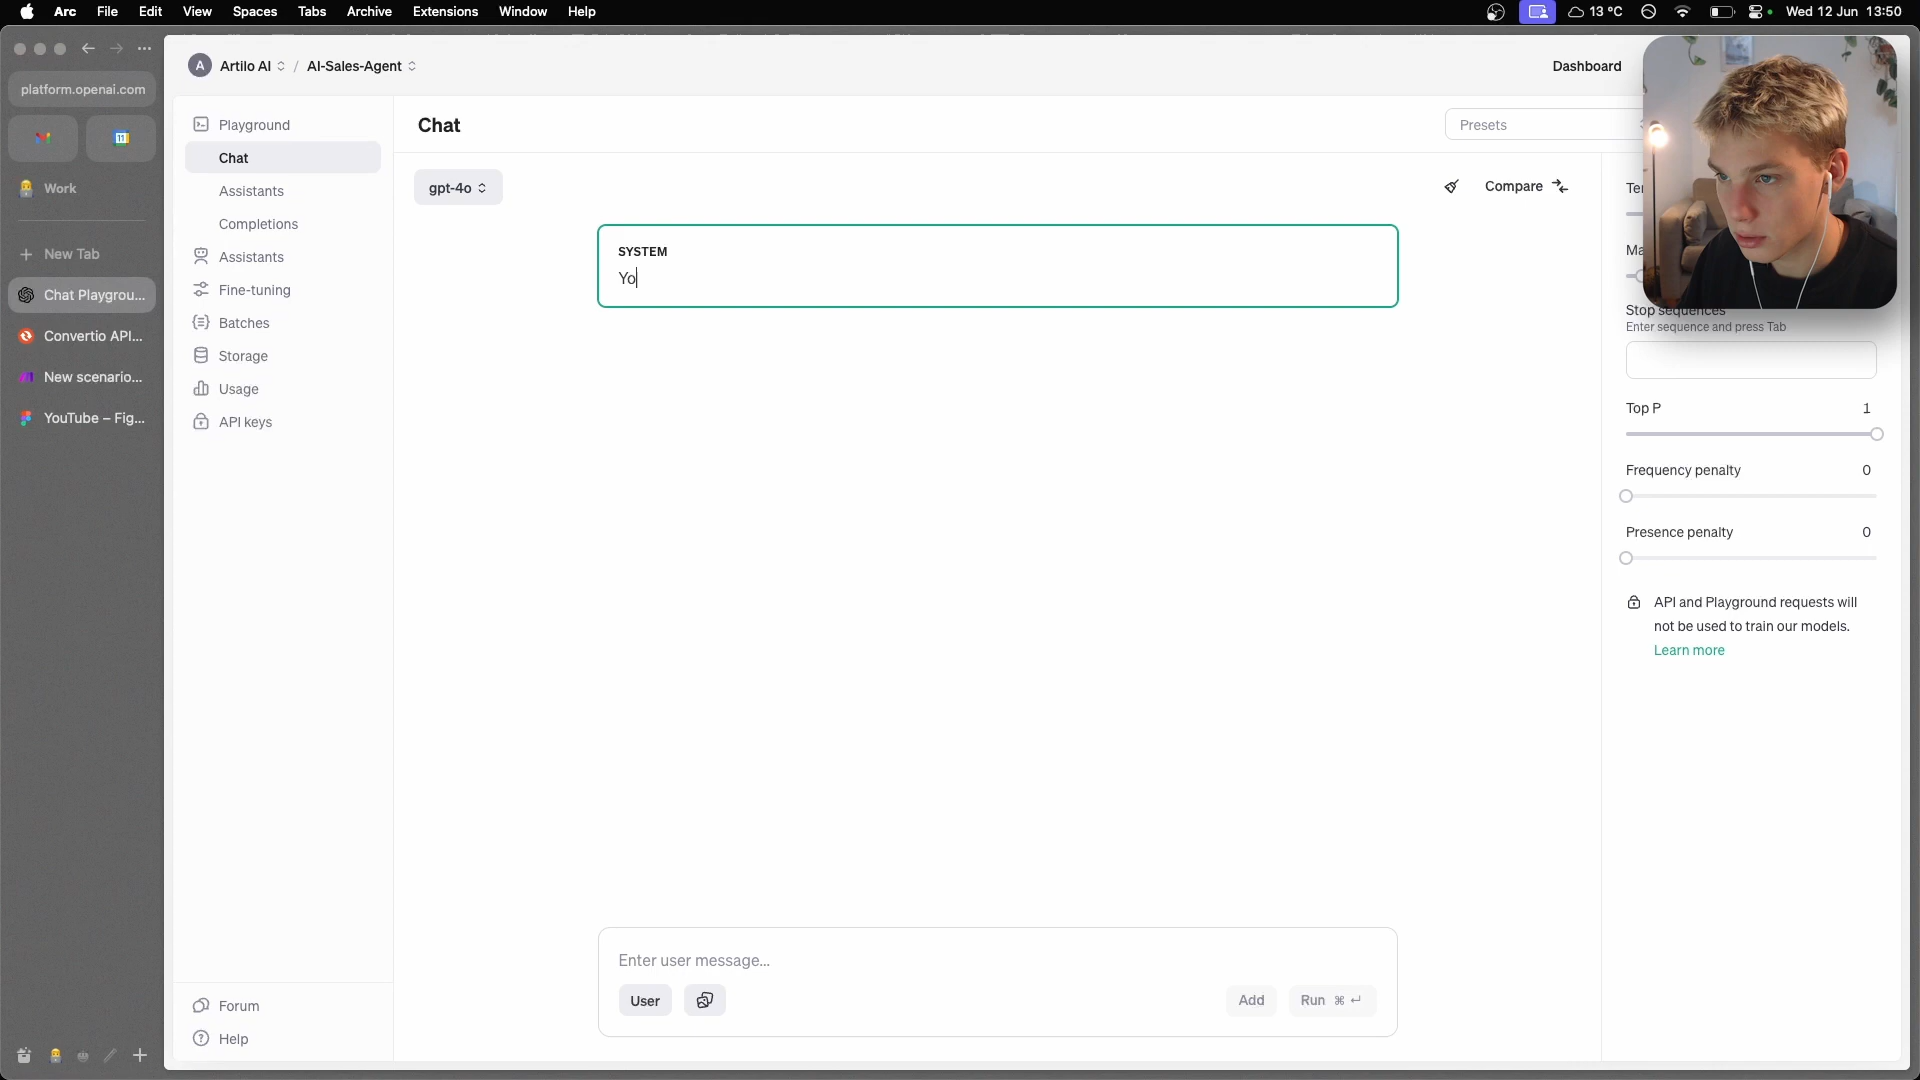 Arc File Edit View Spaces Tabs Archive Extensions Window Help 13 °C Wed 12 Jun 13:50
platform.openai.com
11
Work
New Tab
Chat Playgrou...
Convertio API...
New scenario...
YouTube – Fig...
A Artilo AI / AI-Sales-Agent
Dashboard
Playground
Chat
Assistants
Completions
Assistants
Fine-tuning
Batches
Storage
Usage
API keys
Forum
Help
Chat
Presets
gpt-4o
Compare
SYSTEM
Yo
Enter user message...
User
Add
Run ⌘ ↵
Stop sequences
Enter sequence and press Tab
Top P 1
Frequency penalty 0
Presence penalty 0
API and Playground requests will
not be used to train our models.
Learn more